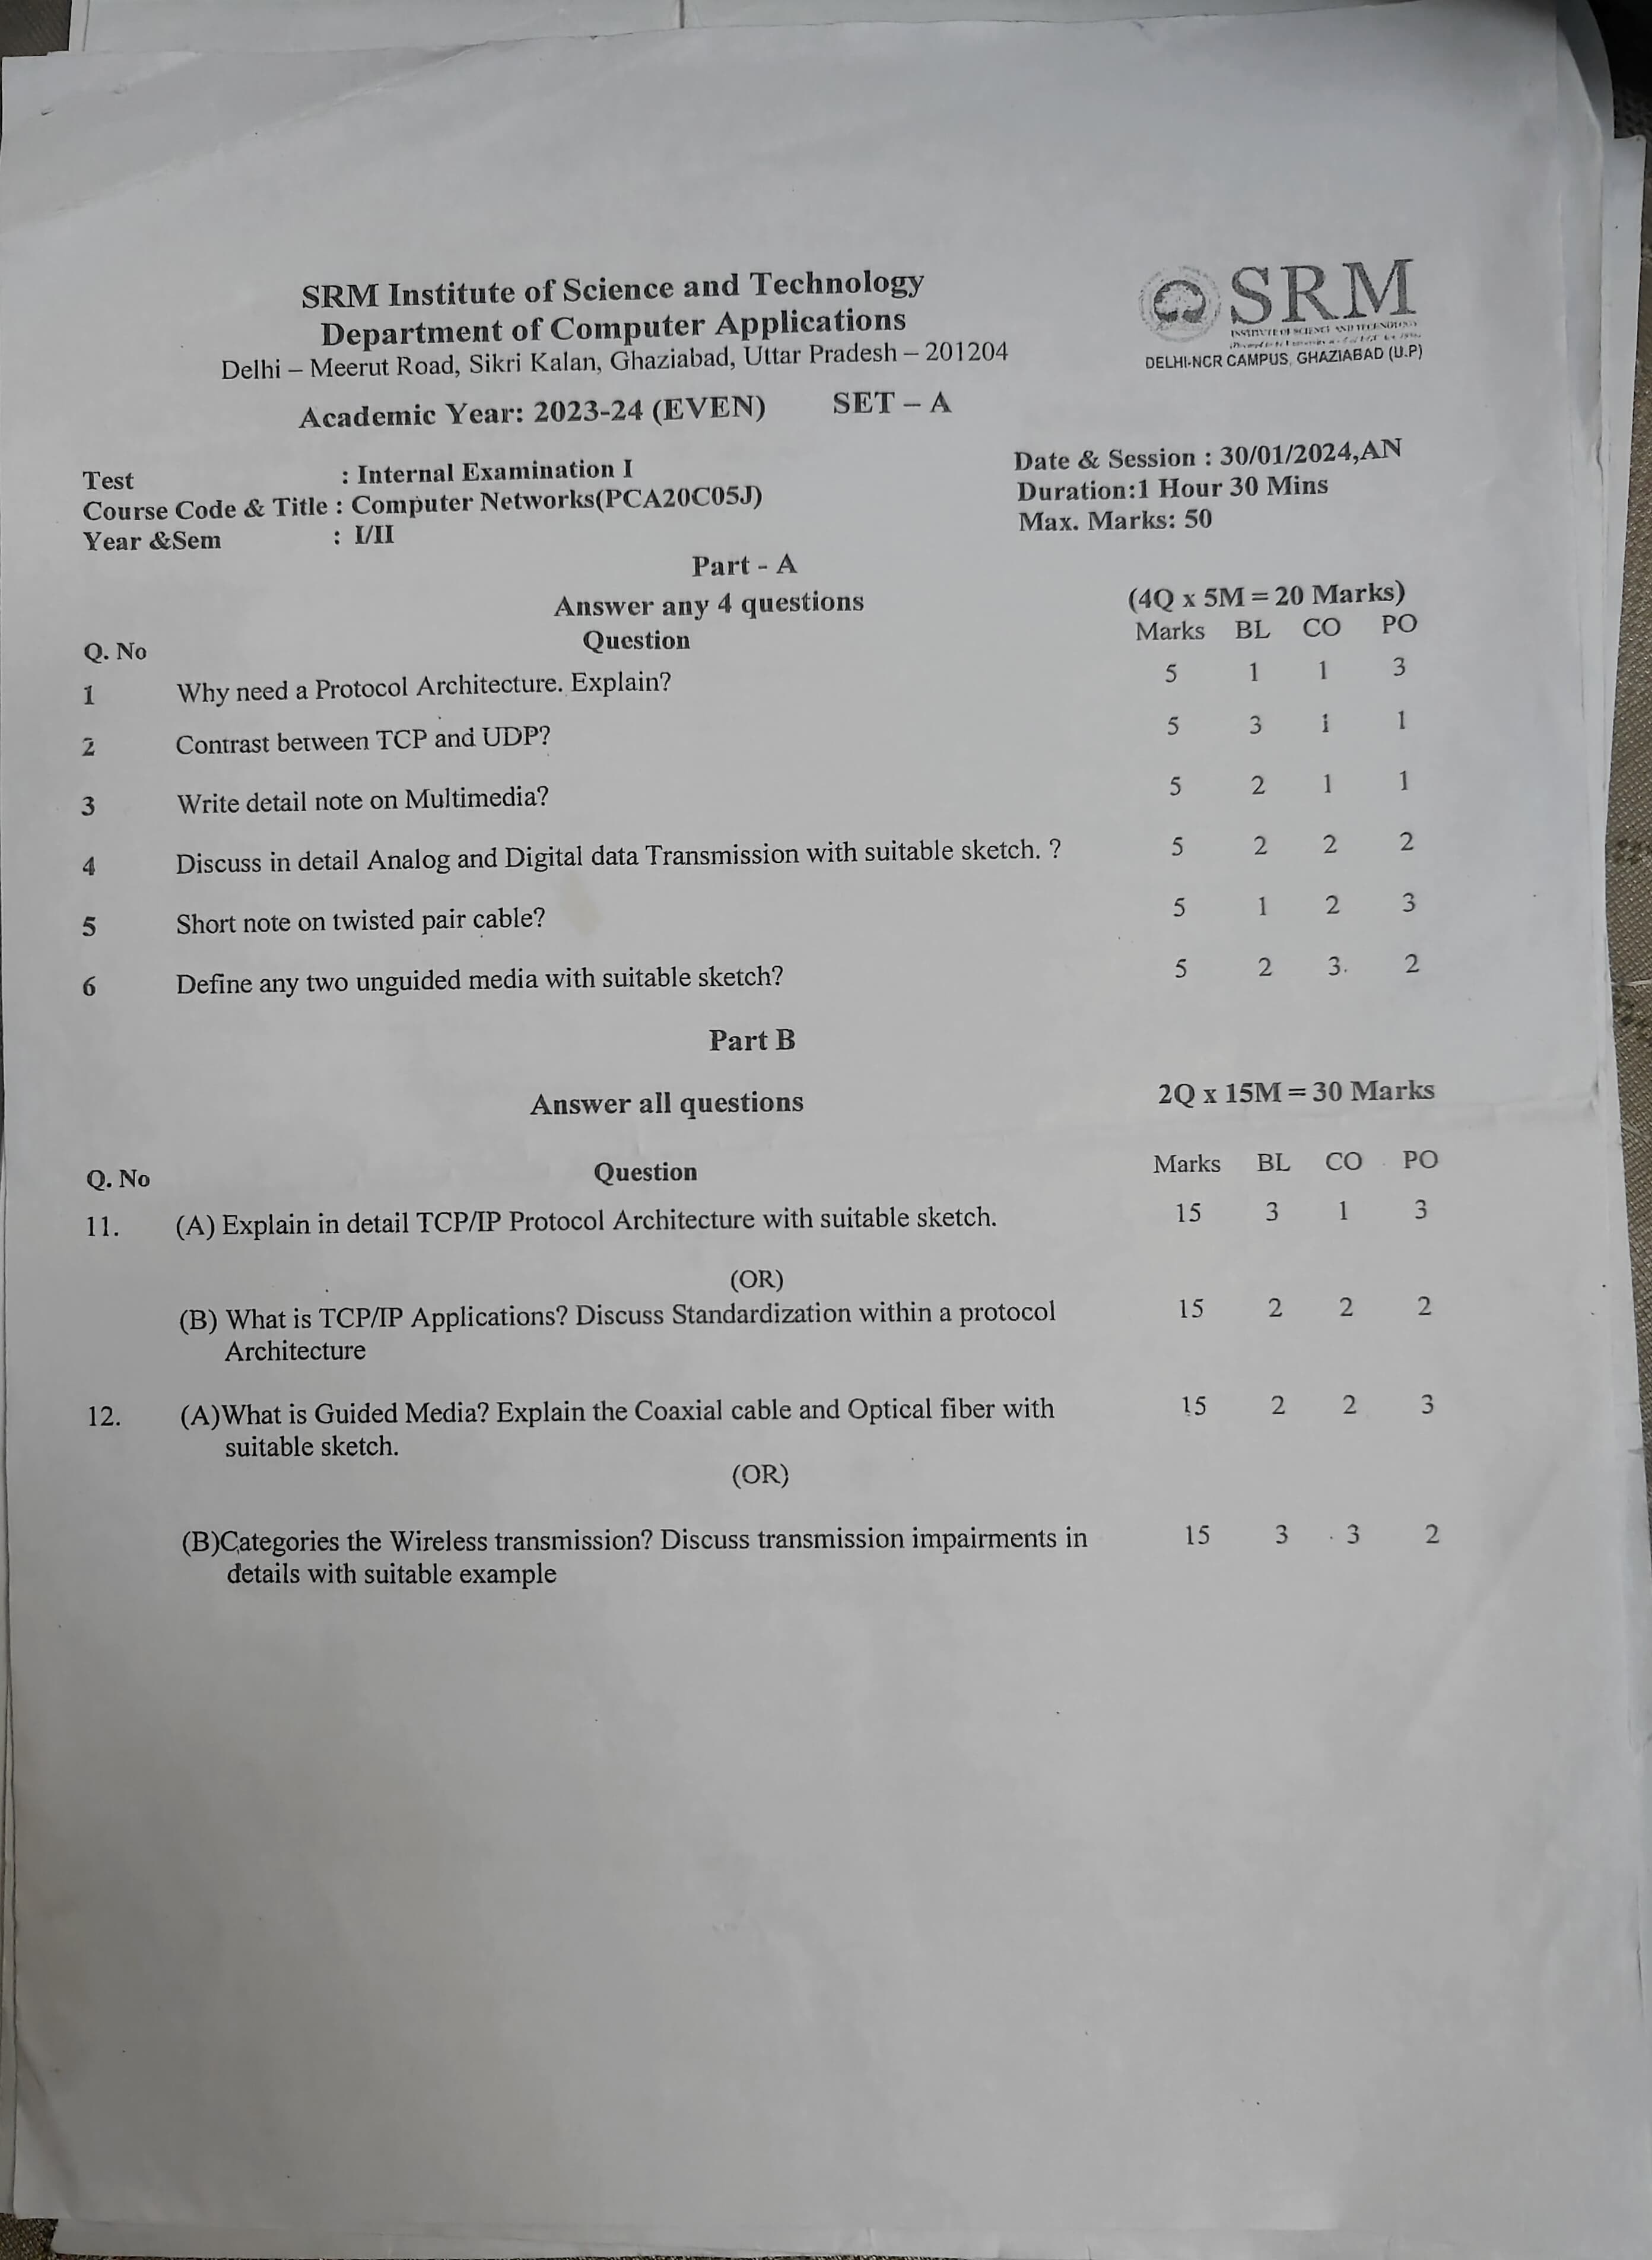 SRM Institute of Science and Technology
Department of Computer Applications
Delhi – Meerut Road, Sikri Kalan, Ghaziabad, Uttar Pradesh – 201204
SRM
INSTITUTE OF SCIENCE AND TECHNOLOGY
DELHI-NCR CAMPUS, GHAZIABAD (U.P)
Academic Year: 2023-24 (EVEN) SET – A
Test : Internal Examination I
Course Code & Title : Computer Networks(PCA20C05J)
Year &Sem : I/II
Date & Session : 30/01/2024,AN
Duration:1 Hour 30 Mins
Max. Marks: 50
Part - A
Answer any 4 questions (4Q x 5M = 20 Marks)
Q. No Question Marks BL CO PO
1 Why need a Protocol Architecture. Explain? 5 1 1 3
2 Contrast between TCP and UDP? 5 3 1 1
3 Write detail note on Multimedia? 5 2 1 1
4 Discuss in detail Analog and Digital data Transmission with suitable sketch. ? 5 2 2 2
5 Short note on twisted pair cable? 5 1 2 3
6 Define any two unguided media with suitable sketch? 5 2 3. 2
Part B
Answer all questions 2Q x 15M = 30 Marks
Q. No Question Marks BL CO PO
11. (A) Explain in detail TCP/IP Protocol Architecture with suitable sketch. 15 3 1 3
(OR)
(B) What is TCP/IP Applications? Discuss Standardization within a protocol 15 2 2 2
Architecture
12. (A)What is Guided Media? Explain the Coaxial cable and Optical fiber with 15 2 2 3
suitable sketch.
(OR)
(B)Categories the Wireless transmission? Discuss transmission impairments in 15 3 3 2
details with suitable example